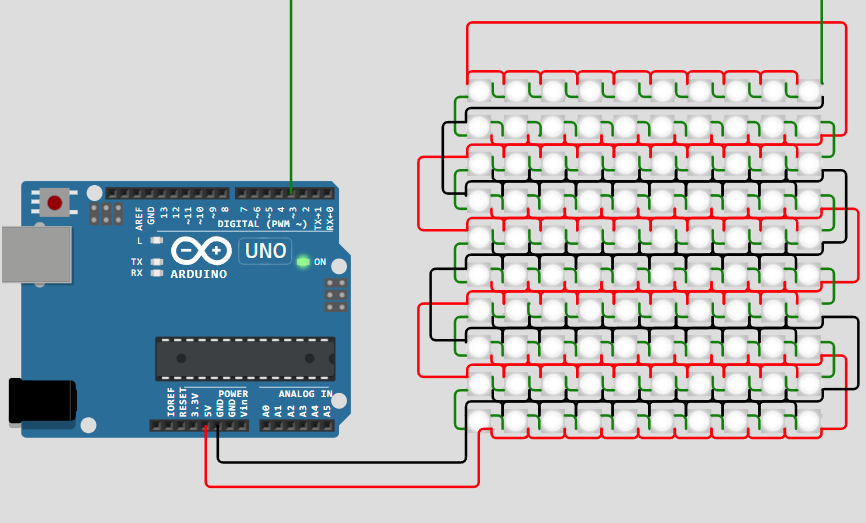 AREF
GND
13
12
~11
~10
~9
8
7
~6
~5
4
~3
2
TX→1
RX←0
DIGITAL (PWM ~)
L
TX
RX
ARDUINO
UNO
ON
IOREF
RESET
3.3V
5V
GND
GND
Vin
POWER
ANALOG IN
A0
A1
A2
A3
A4
A5